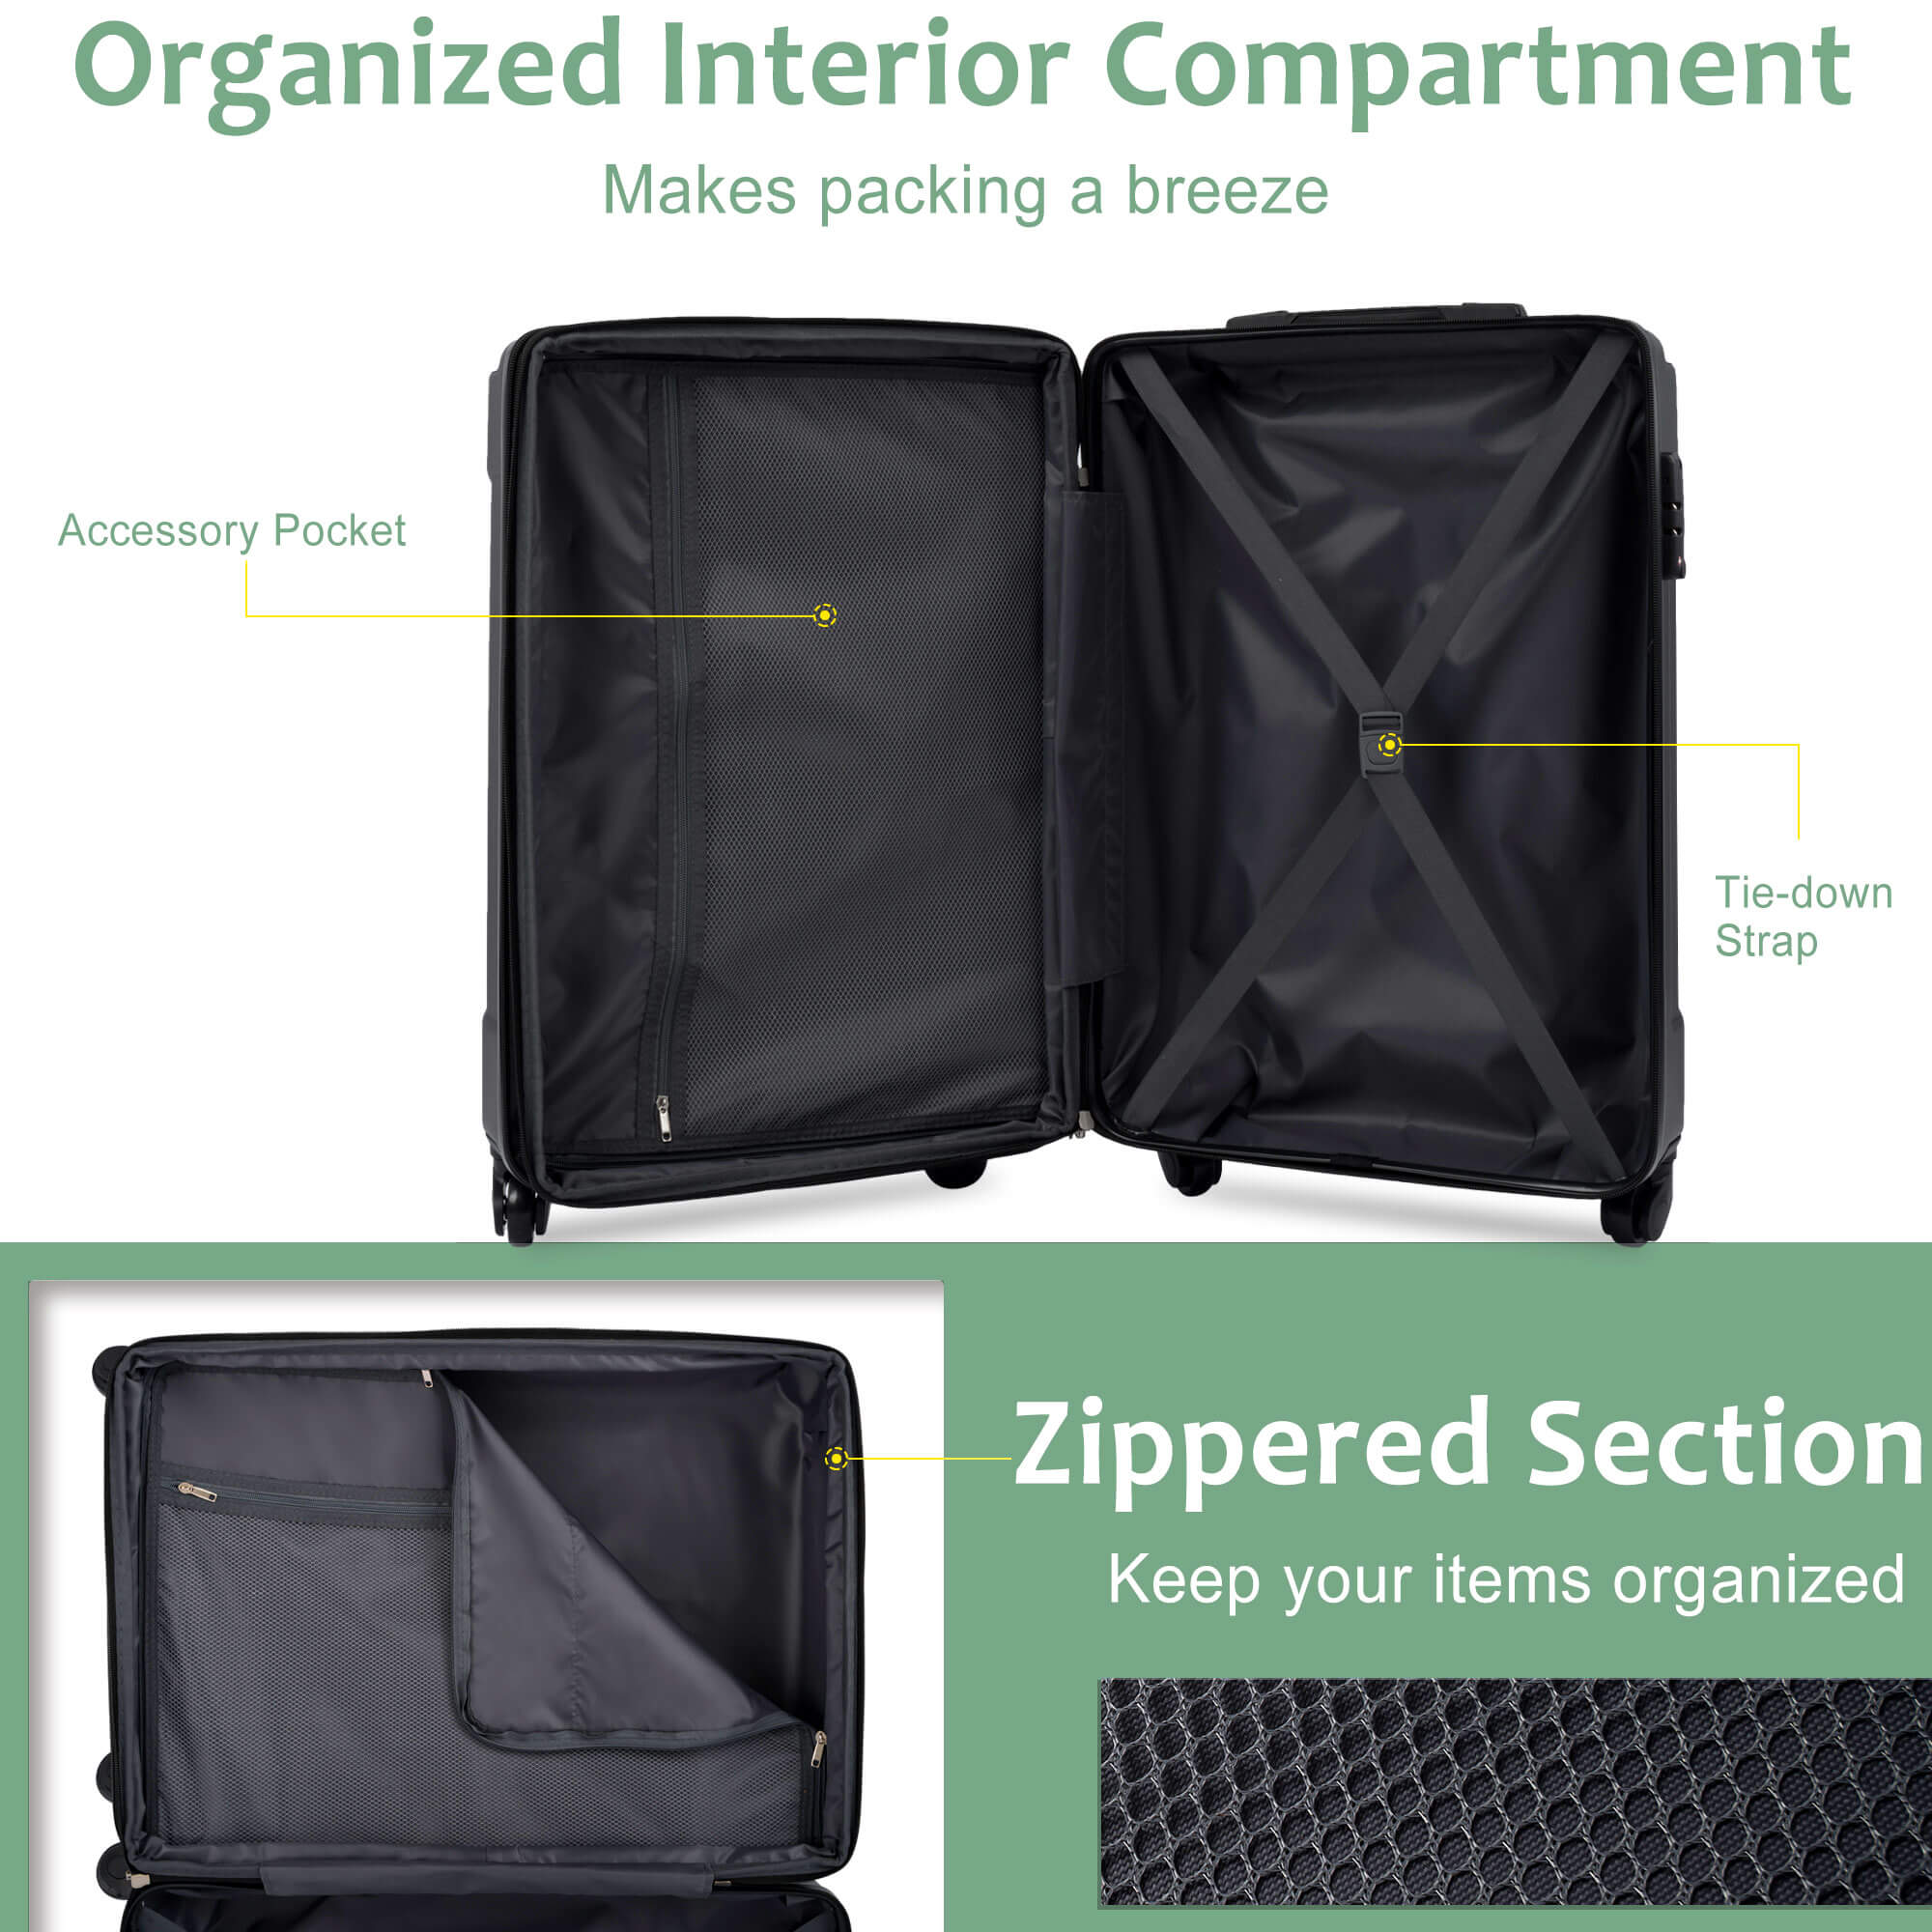 Organized Interior Compartment
Makes packing a breeze
Accessory Pocket
Tie-down
Strap
Zippered Section
Keep your items organized